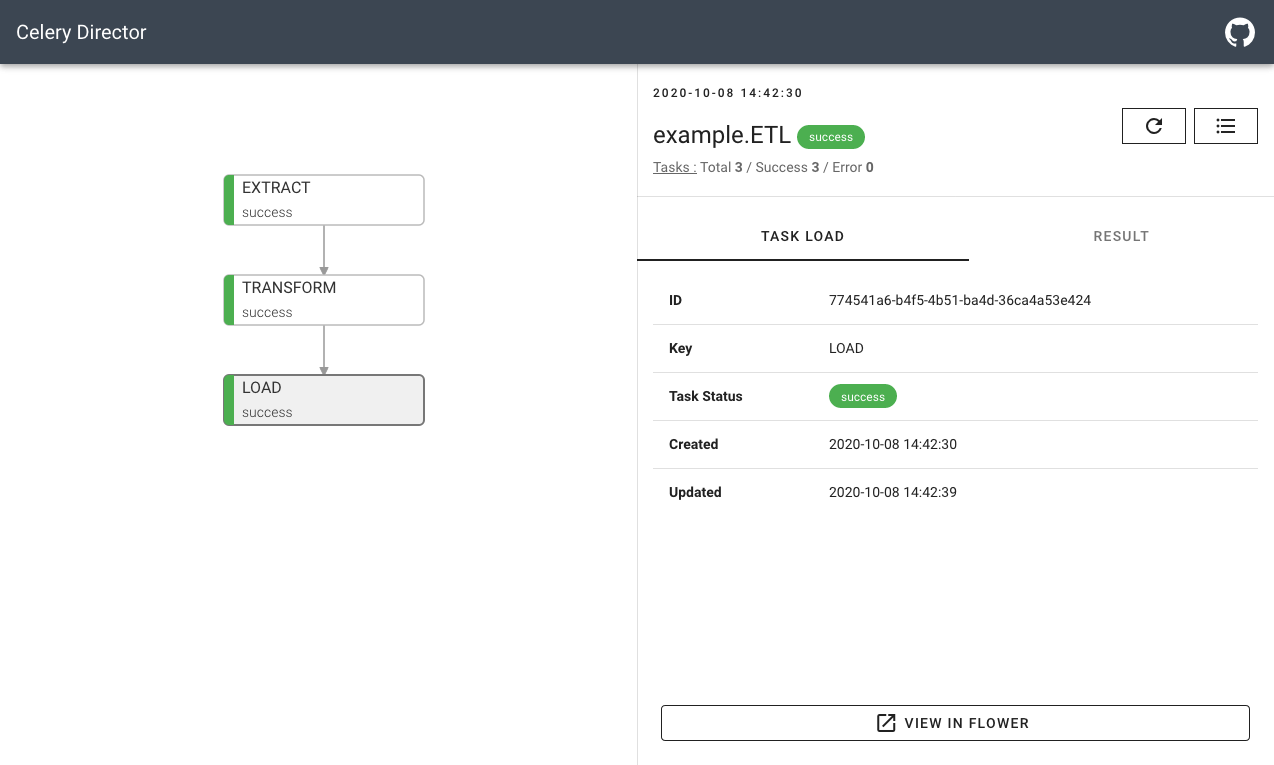 Celery Director
EXTRACT
success
TRANSFORM
success
LOAD
success
2020-10-08 14:42:30
example.ETL success
Tasks : Total 3 / Success 3 / Error 0
TASK LOAD RESULT
ID 774541a6-b4f5-4b51-ba4d-36ca4a53e424
Key LOAD
Task Status success
Created 2020-10-08 14:42:30
Updated 2020-10-08 14:42:39
VIEW IN FLOWER